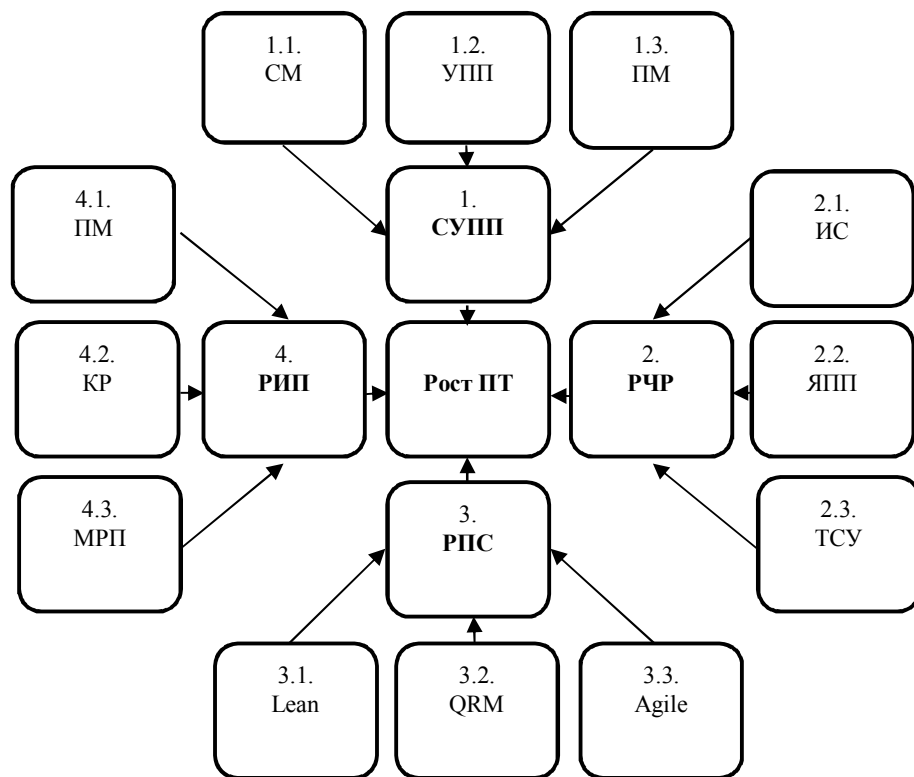 1.1.
СМ
1.2.
УПП
1.3.
ПМ
4.1.
ПМ
1.
СУПП
2.1.
ИС
4.2.
КР
4.
РИП
Рост ПТ
2.
РЧР
2.2.
ЯПП
4.3.
МРП
3.
РПС
2.3.
ТСУ
3.1.
Lean
3.2.
QRM
3.3.
Agile